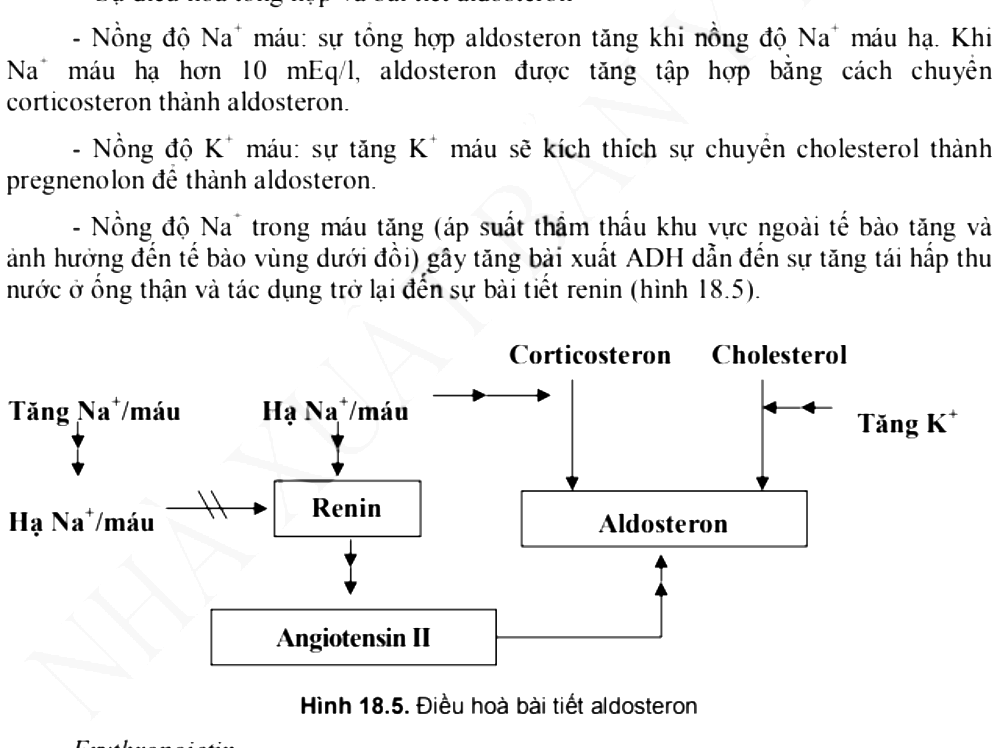 - Nồng độ Na⁺ máu: sự tổng hợp aldosteron tăng khi nồng độ Na⁺ máu hạ. Khi
Na⁺ máu hạ hơn 10 mEq/l, aldosteron được tăng tập hợp bằng cách chuyển
corticosteron thành aldosteron.
- Nồng độ K⁺ máu: sự tăng K⁺ máu sẽ kích thích sự chuyển cholesterol thành
pregnenolon để thành aldosteron.
- Nồng độ Na⁺ trong máu tăng (áp suất thẩm thấu khu vực ngoài tế bào tăng và
ảnh hưởng đến tế bào vùng dưới đồi) gây tăng bài xuất ADH dẫn đến sự tăng tái hấp thu
nước ở ống thận và tác dụng trở lại đến sự bài tiết renin (hình 18.5).
Corticosteron Cholesterol
Tăng Na⁺/máu Hạ Na⁺/máu
Tăng K⁺
Renin
Hạ Na⁺/máu
Aldosteron
Angiotensin II
Hình 18.5. Điều hoà bài tiết aldosteron
NHÀ XUẤT BẢN Y